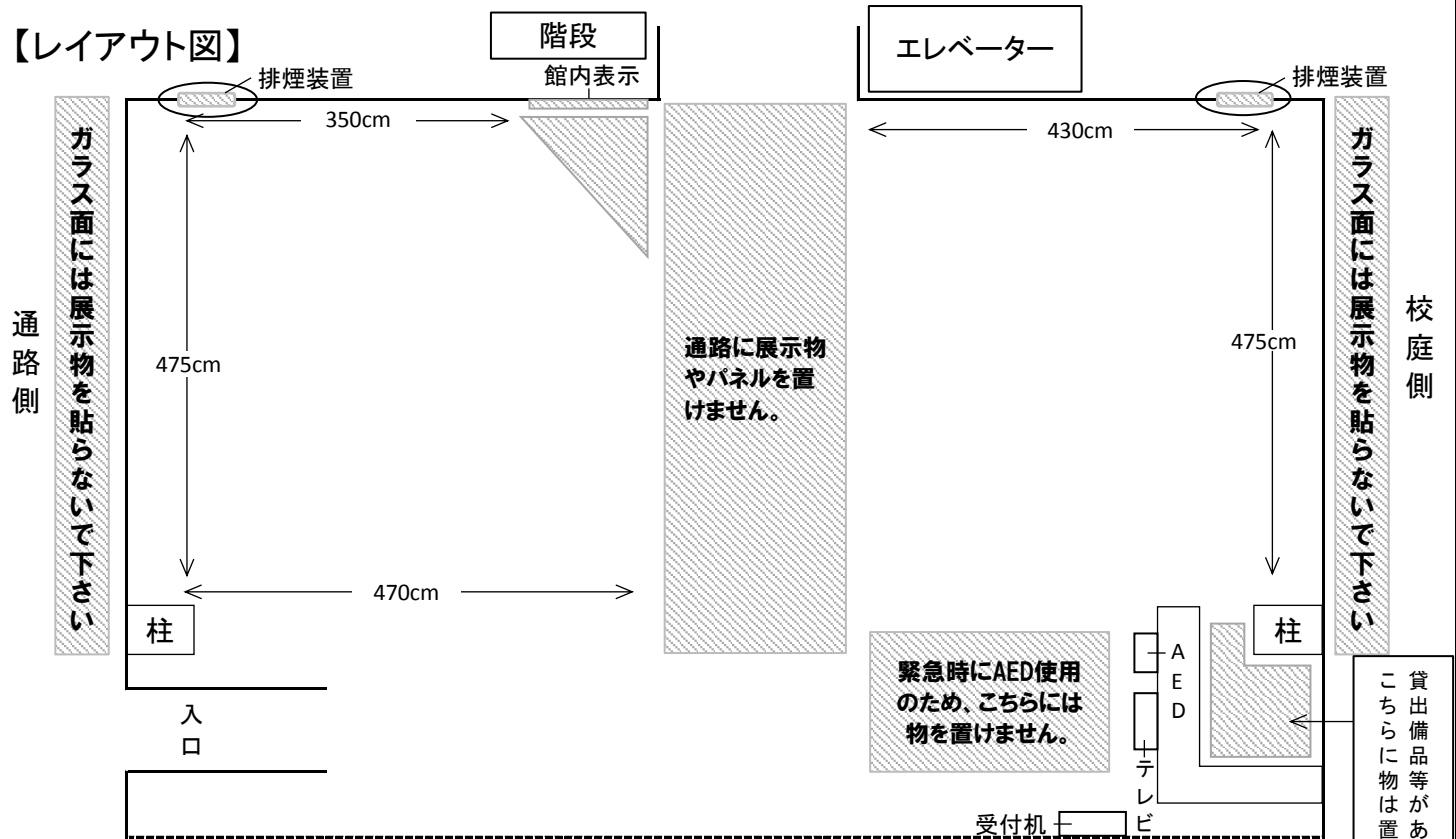 【レイアウト図】
階段
エレベーター
排煙装置
館内表示
排煙装置
350cm
430cm
ガラス面には展示物を貼らないで下さい
ガラス面には展示物を貼らないで下さい
通路側
校庭側
475cm
475cm
通路に展示物
やパネルを置
けません。
470cm
柱
柱
緊急時にAED使用
のため、こちらには
物を置けません。
AED
入口
テレビ
受付机
貸出備品等があ
こちらに物は置